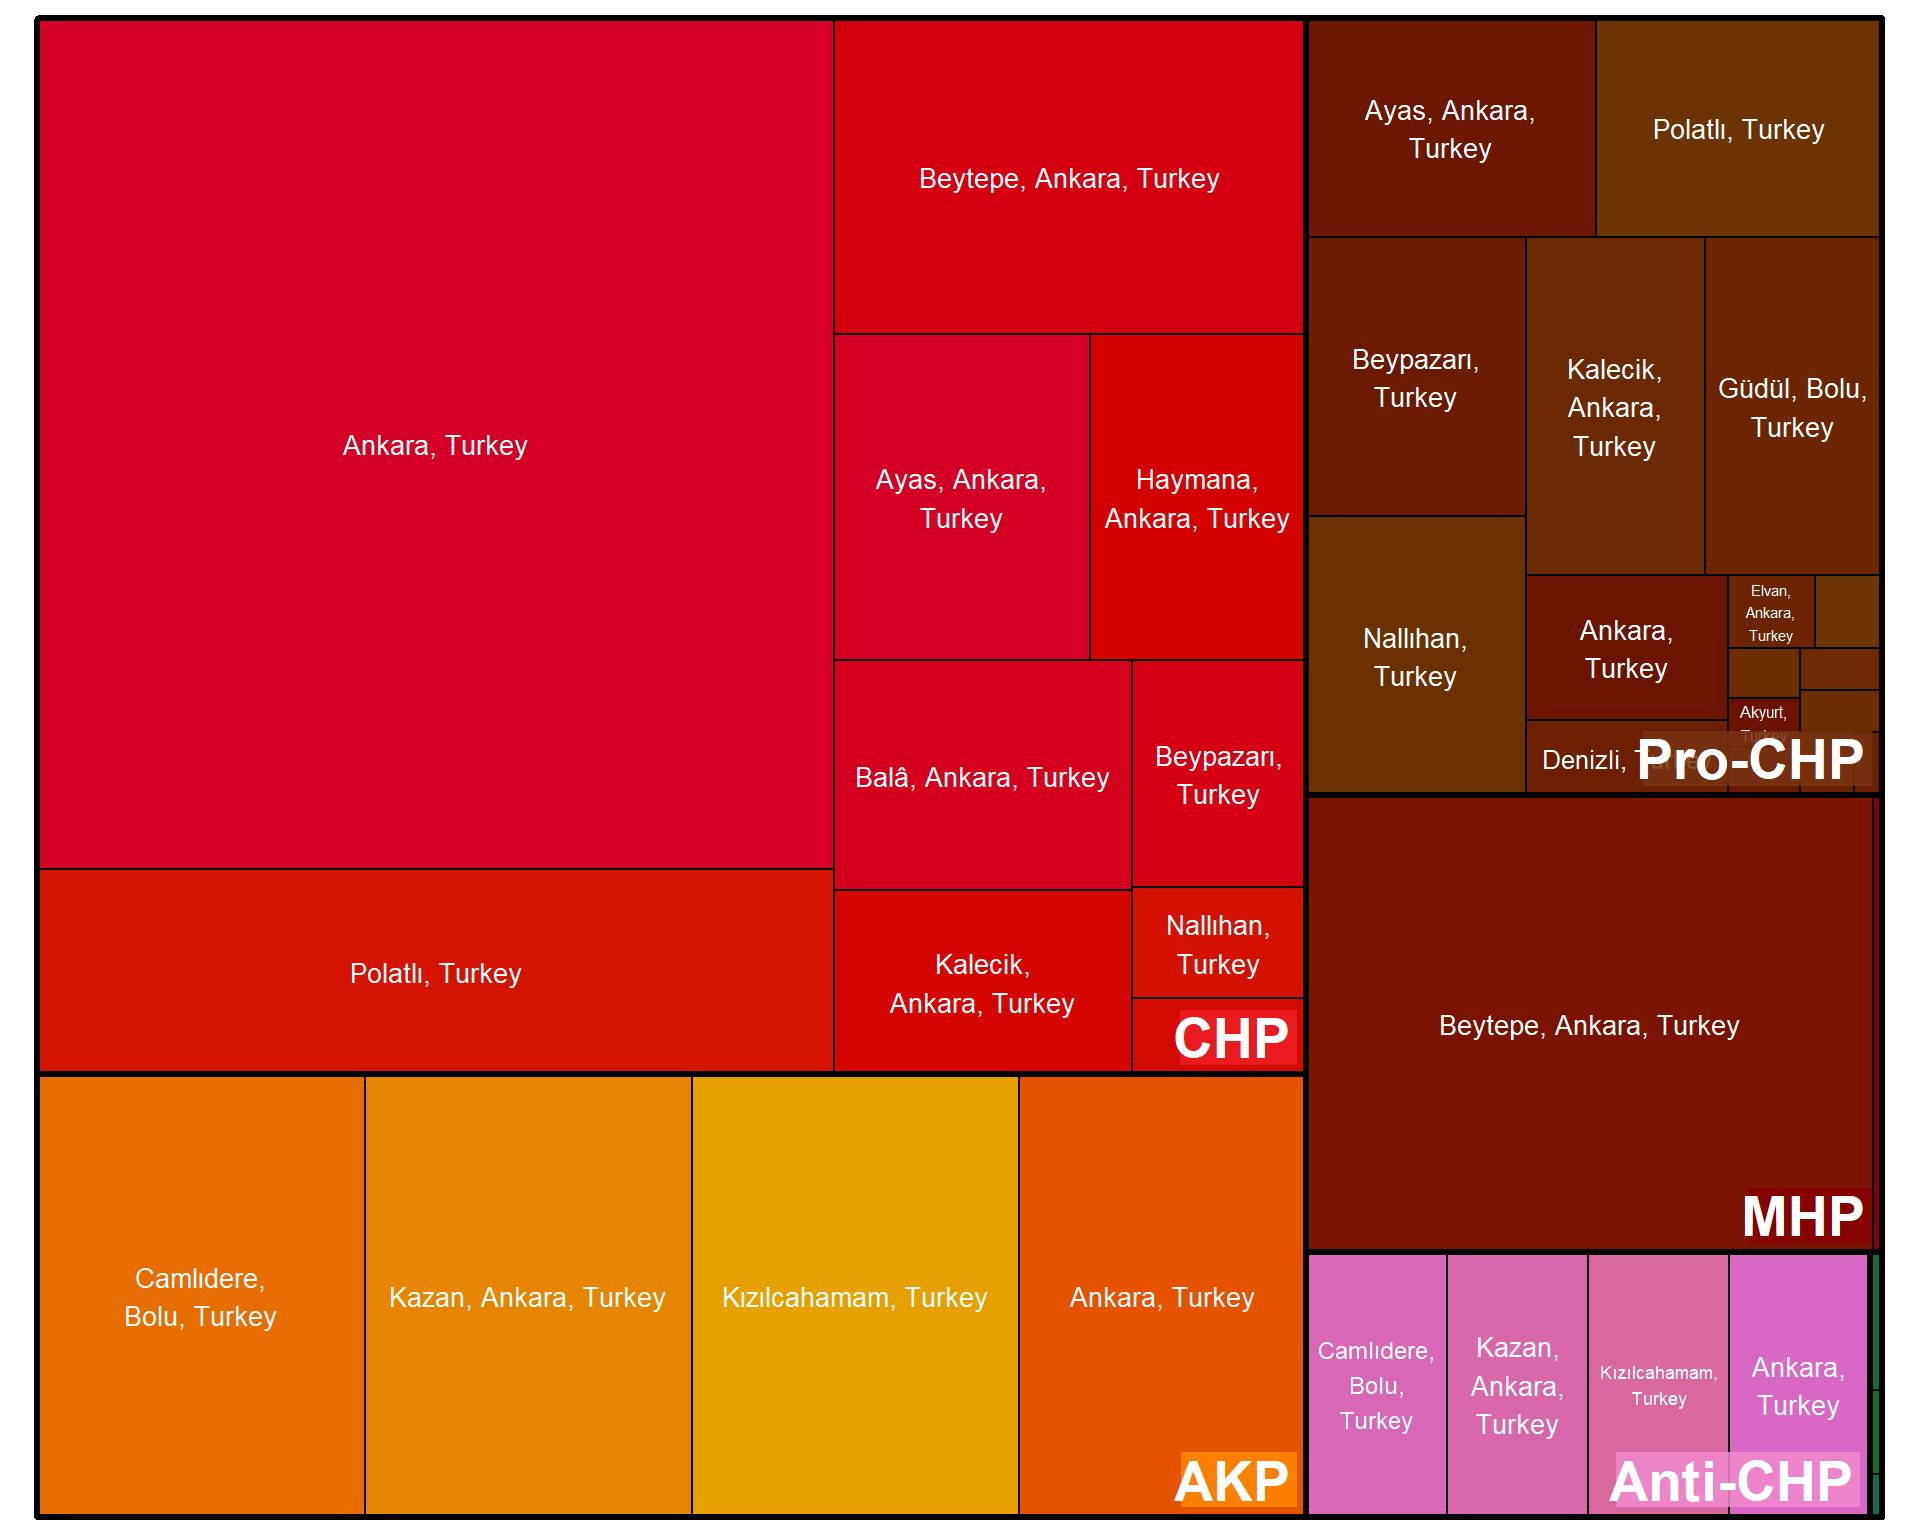 Ankara, Turkey
Polatlı, Turkey
Beytepe, Ankara, Turkey
Ayas, Ankara,
Turkey
Haymana,
Ankara, Turkey
Balâ, Ankara, Turkey
Beypazarı,
Turkey
Kalecik,
Ankara, Turkey
Nallıhan,
Turkey
CHP
Camlıdere,
Bolu, Turkey
Kazan, Ankara, Turkey
Kızılcahamam, Turkey
Ankara, Turkey
AKP
Ayas, Ankara,
Turkey
Polatlı, Turkey
Beypazarı,
Turkey
Kalecik,
Ankara,
Turkey
Güdül, Bolu,
Turkey
Nallıhan,
Turkey
Ankara,
Turkey
Elvan,
Ankara,
Turkey
Akyurt,
Turkey
Denizli, Turkey
Pro-CHP
Beytepe, Ankara, Turkey
MHP
Camlıdere,
Bolu,
Turkey
Kazan,
Ankara,
Turkey
Kızılcahamam,
Turkey
Ankara,
Turkey
Anti-CHP